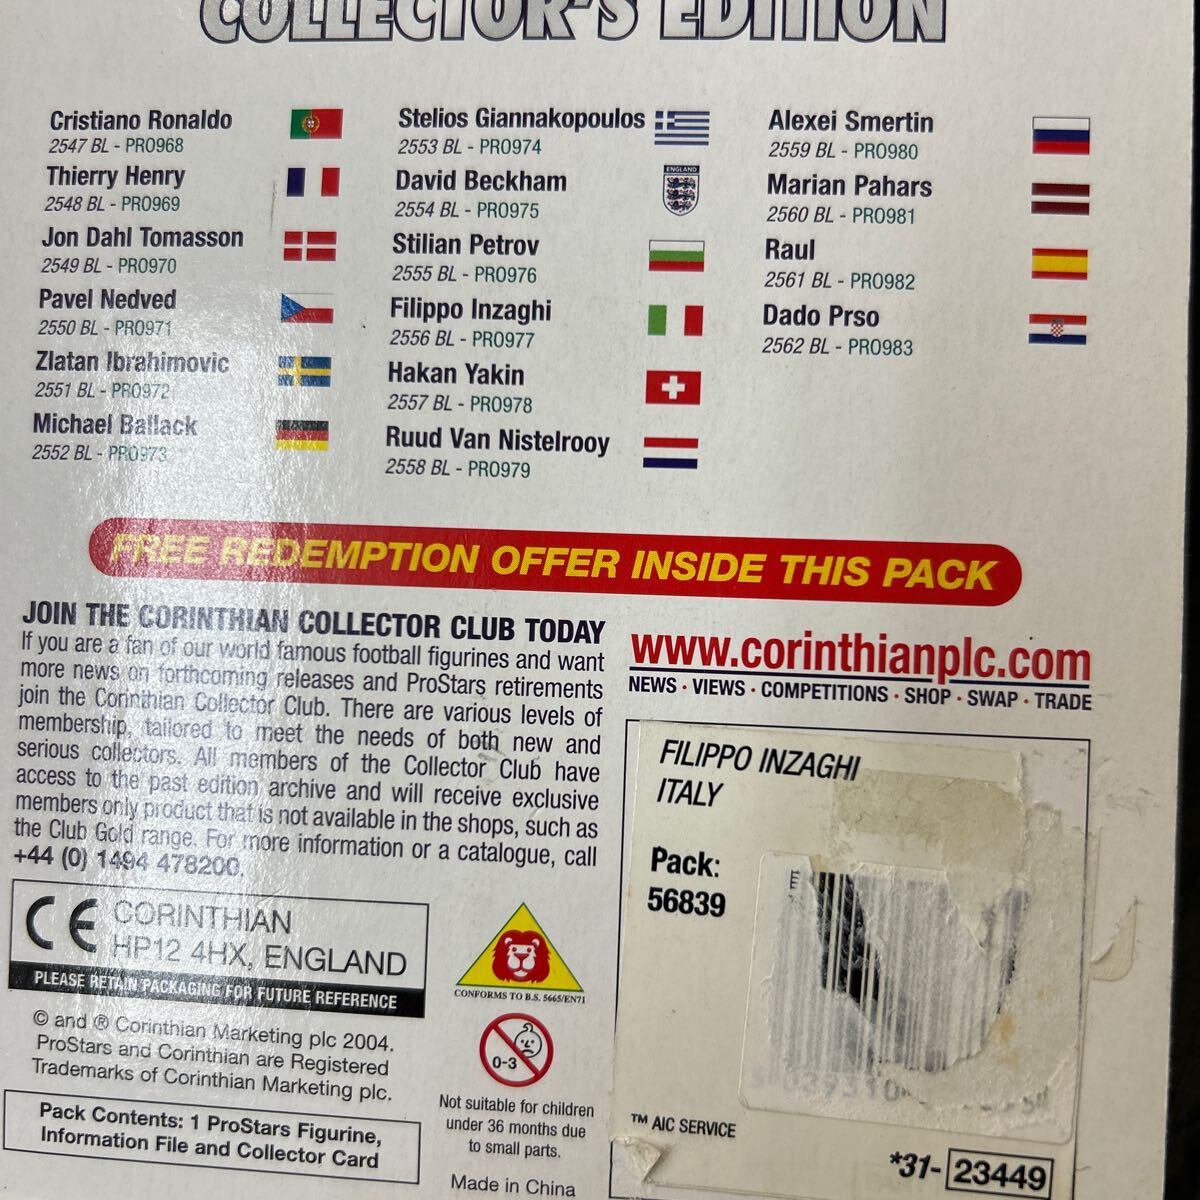 COLLECTOR'S EDITION
Cristiano Ronaldo
2547 BL - PRO968
Thierry Henry
2548 BL - PRO969
Jon Dahl Tomasson
2549 BL - PRO970
Pavel Nedved
2550 BL - PRO971
Zlatan Ibrahimovic
2551 BL - PRO972
Michael Ballack
2552 BL - PRO973
Stelios Giannakopoulos
2553 BL - PRO974
David Beckham
2554 BL - PRO975
ENGLAND
Stilian Petrov
2555 BL - PRO976
Filippo Inzaghi
2556 BL - PRO977
Hakan Yakin
2557 BL - PRO978
Ruud Van Nistelrooy
2558 BL - PRO979
Alexei Smertin
2559 BL - PRO980
Marian Pahars
2560 BL - PRO981
Raul
2561 BL - PRO982
Dado Prso
2562 BL - PRO983
FREE REDEMPTION OFFER INSIDE THIS PACK
JOIN THE CORINTHIAN COLLECTOR CLUB TODAY
If you are a fan of our world famous football figurines and want
more news on forthcoming releases and ProStars retirements
join the Corinthian Collector Club. There are various levels of
membership, tailored to meet the needs of both new and
serious collectors. All members of the Collector Club have
access to the past edition archive and will receive exclusive
members only product that is not available in the shops, such as
the Club Gold range. For more information or a catalogue, call
+44 (0) 1494 478200.
CE CORINTHIAN
HP12 4HX, ENGLAND
PLEASE RETAIN PACKAGING FOR FUTURE REFERENCE
© and ® Corinthian Marketing plc 2004.
ProStars and Corinthian are Registered
Trademarks of Corinthian Marketing plc.
Pack Contents: 1 ProStars Figurine,
Information File and Collector Card
CONFORMS TO B.S. 5665/EN71
0-3
Not suitable for children
under 36 months due
to small parts.
Made in China
www.corinthianplc.com
NEWS · VIEWS · COMPETITIONS · SHOP · SWAP · TRADE
FILIPPO INZAGHI
ITALY
Pack:
56839
™ AIC SERVICE
*31- 23449